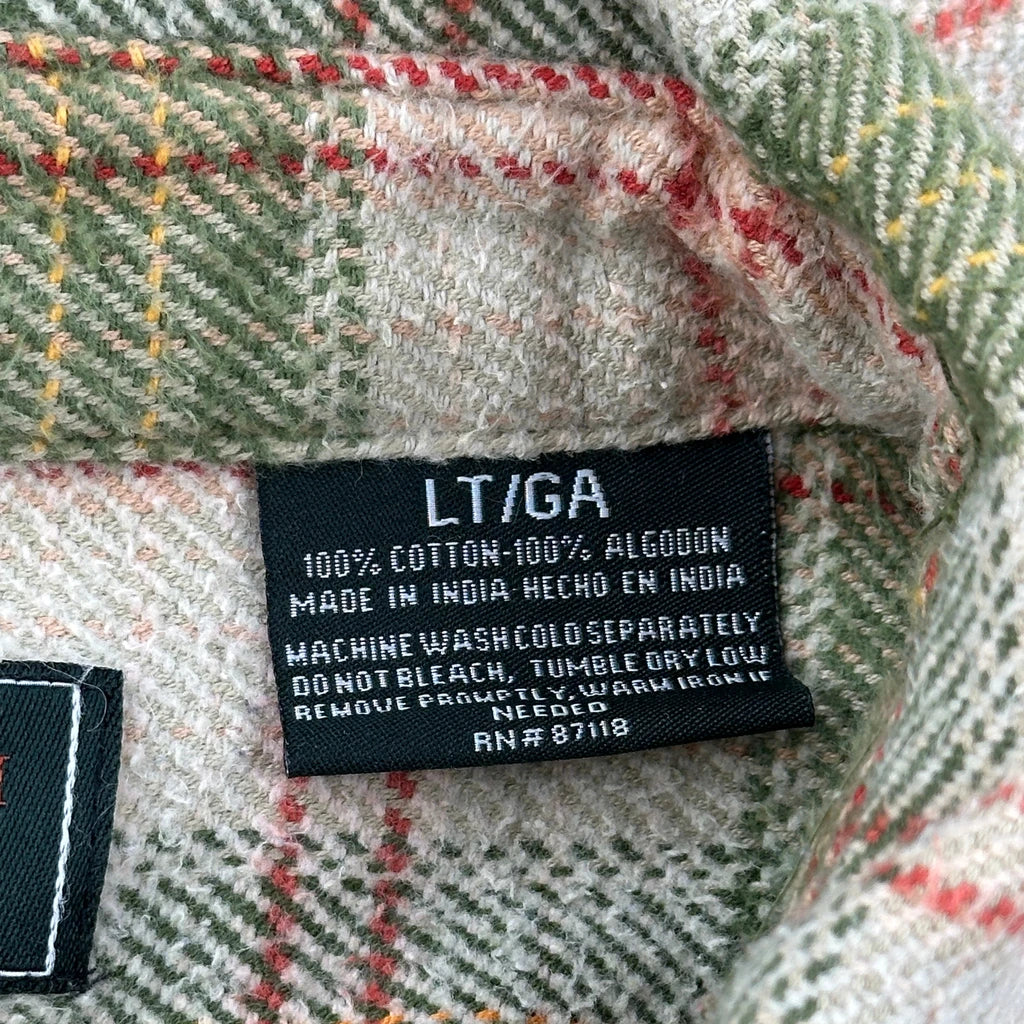 LT/GA
100% COTTON-100% ALGODON
MADE IN INDIA HECHO EN INDIA
MACHINE WASH COLD SEPARATELY
DO NOT BLEACH, TUMBLE DRY LOW
REMOVE PROMPTLY, WARM IRON IF
NEEDED
RN# 87118